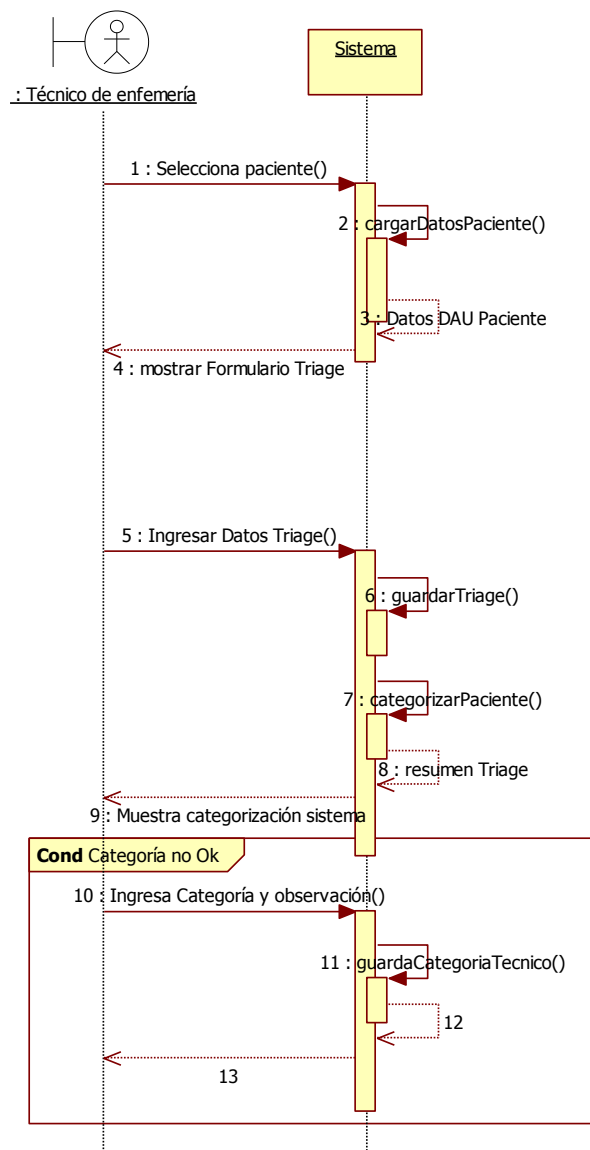 Sistema
: Técnico de enfemería
1 : Selecciona paciente()
2 : cargarDatosPaciente()
3 : Datos DAU Paciente
4 : mostrar Formulario Triage
5 : Ingresar Datos Triage()
6 : guardarTriage()
7 : categorizarPaciente()
8 : resumen Triage
9 : Muestra categorización sistema
Cond Categoría no Ok
10 : Ingresa Categoría y observación()
11 : guardaCategoriaTecnico()
12
13